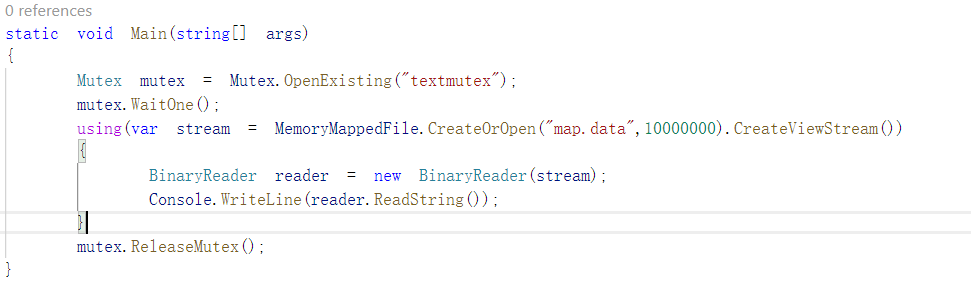 0 references
static void Main(string[] args)
{
Mutex mutex = Mutex.OpenExisting("textmutex");
mutex.WaitOne();
using(var stream = MemoryMappedFile.CreateOrOpen("map.data",10000000).CreateViewStream())
{
BinaryReader reader = new BinaryReader(stream);
Console.WriteLine(reader.ReadString());
}
mutex.ReleaseMutex();
}